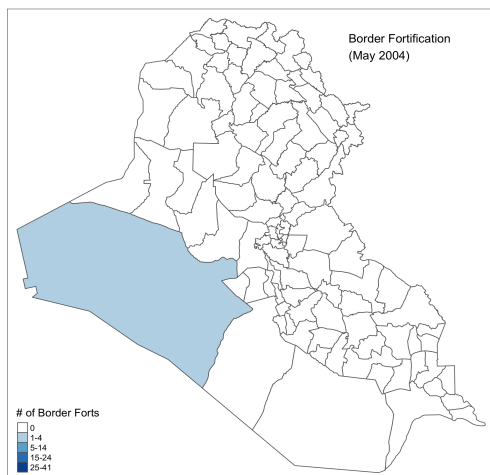 Border Fortification
(May 2004)
# of Border Forts
0
1-4
5-14
15-24
25-41